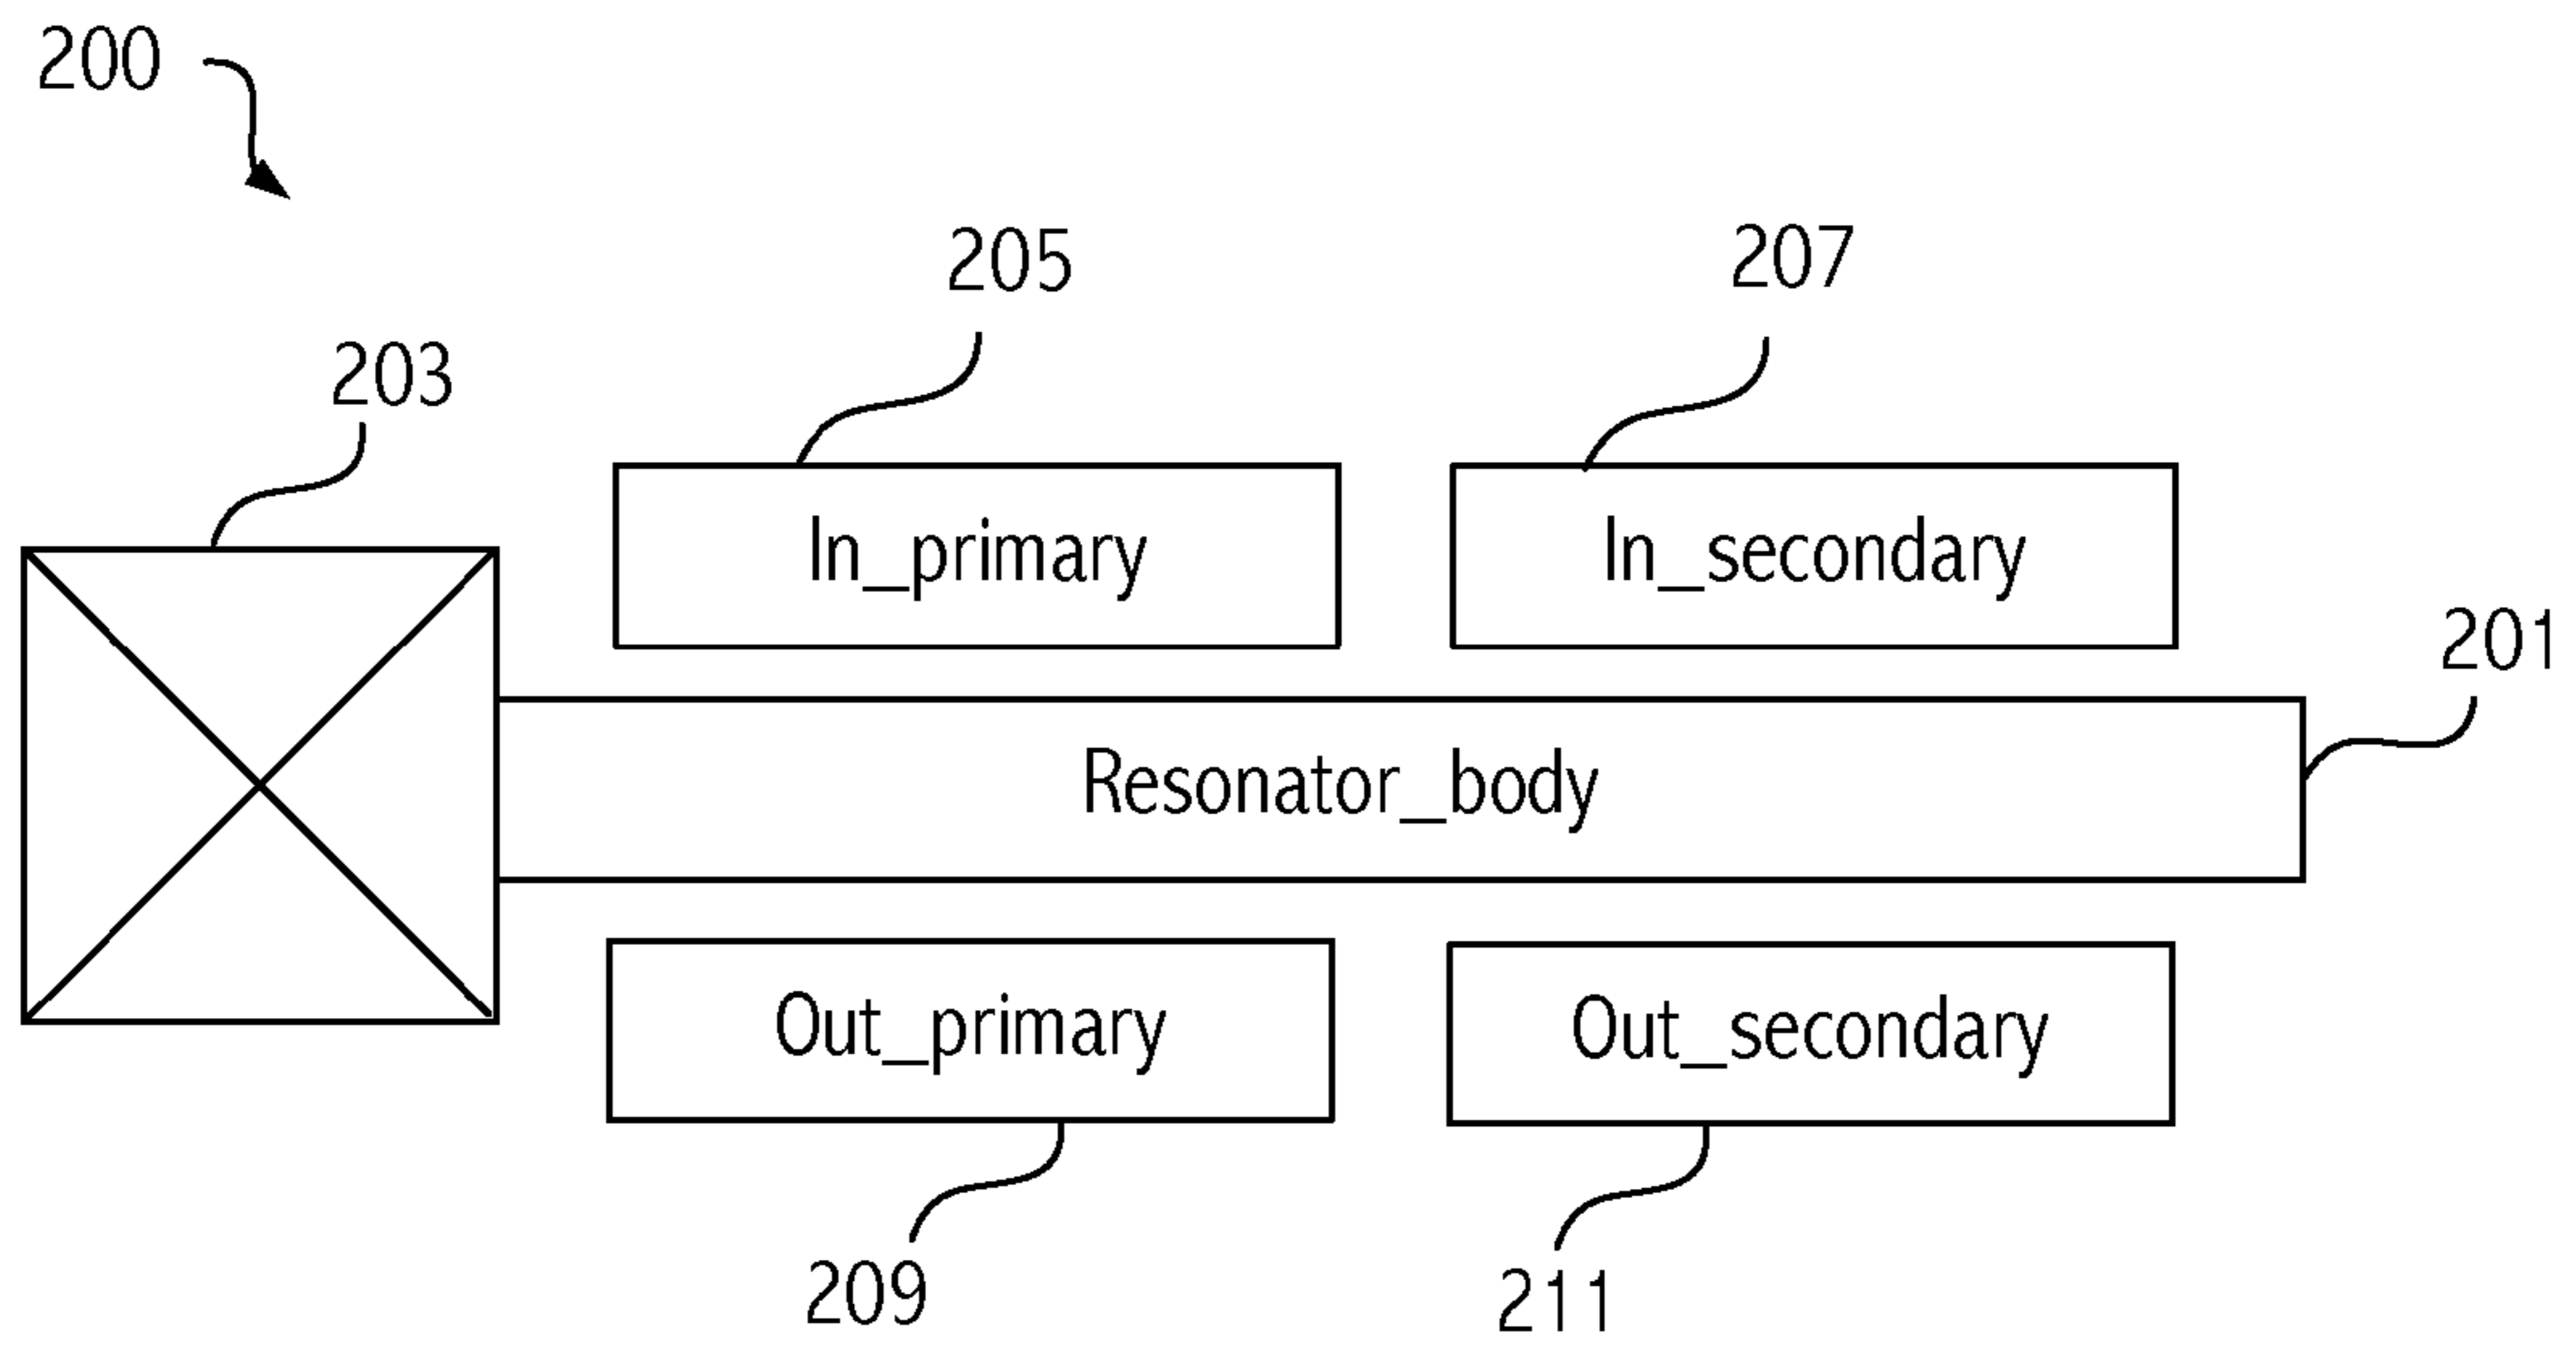 200
205
207
203
In_primary
In_secondary
201
Resonator_body
Out_primary
Out_secondary
209
211